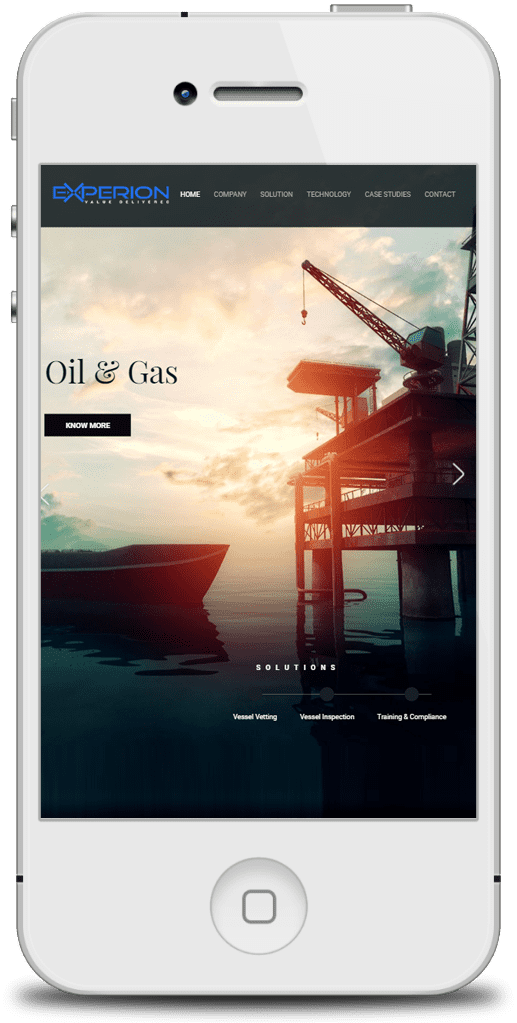 EXPERION
VALUE DELIVERED
HOME COMPANY SOLUTION TECHNOLOGY CASE STUDIES CONTACT
Oil & Gas
KNOW MORE
SOLUTIONS
Vessel Vetting Vessel Inspection Training & Compliance